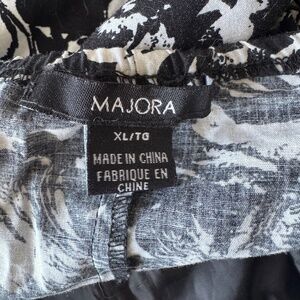 MAJORA
XL/TG
MADE IN CHINA
FABRIQUE EN
CHINE